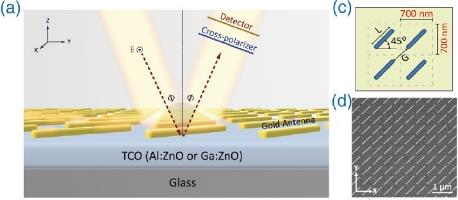 (a)
Z
X
Y
E
Detector
Cross-polarizer
Φ
Φ
Gold Antenna
TCO (Al:ZnO or Ga:ZnO)
Glass
(c)
700 nm
700 nm
L
45°
G
(d)
Y
X
1 µm